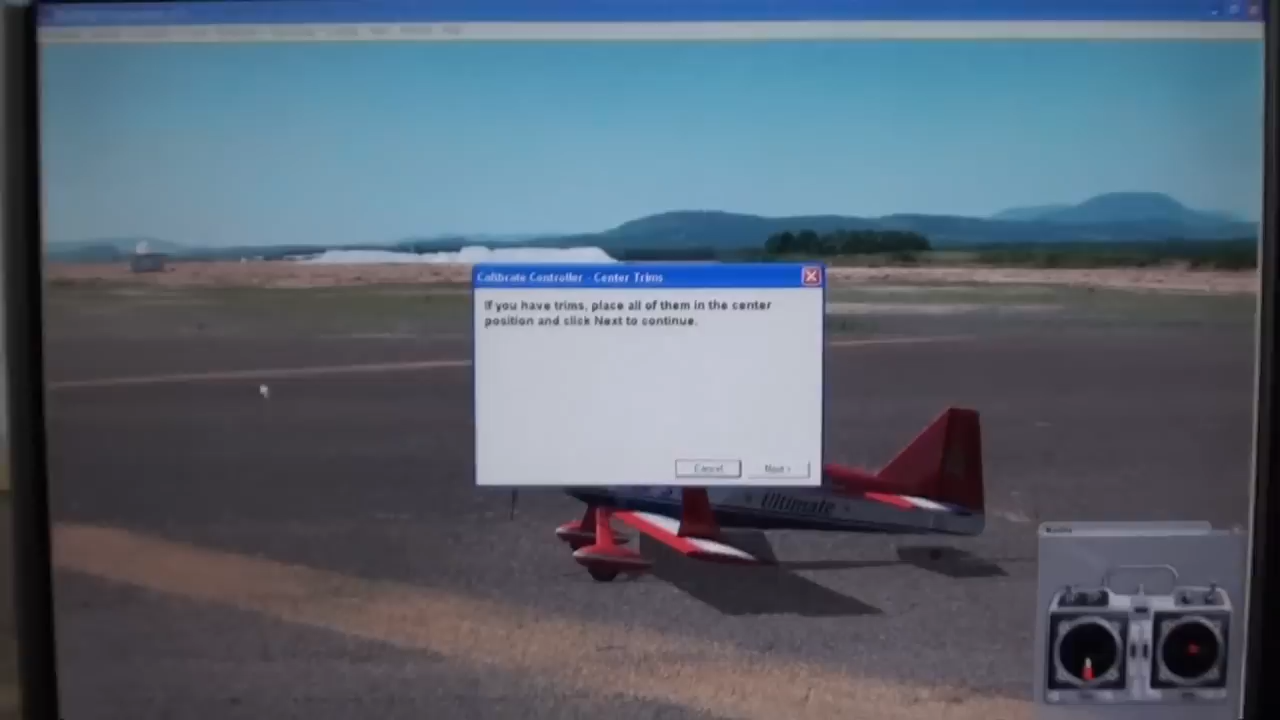 Calibrate Controller - Center Trims
If you have trims, place all of them in the center
position and click Next to continue.
Cancel
Next >
Ultimate